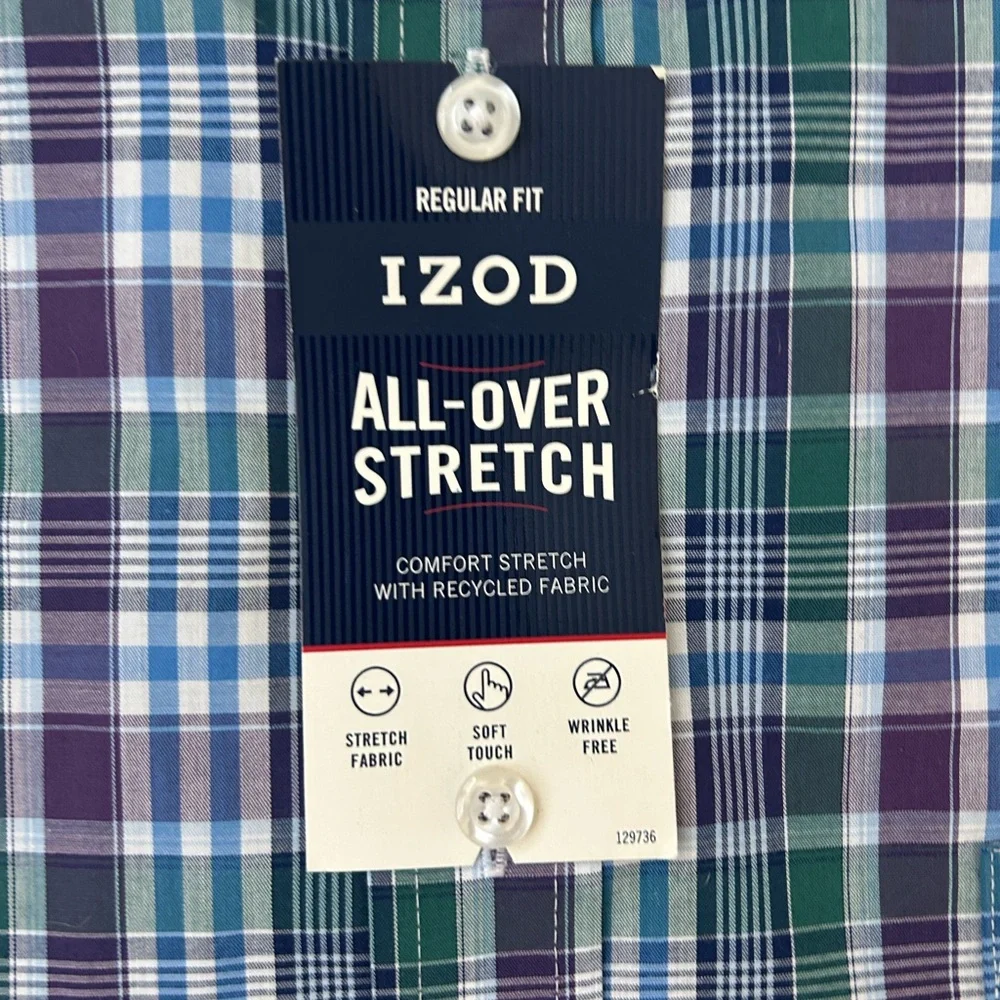 REGULAR FIT
IZOD
ALL-OVER
STRETCH
COMFORT STRETCH
WITH RECYCLED FABRIC
STRETCH
FABRIC
SOFT
TOUCH
WRINKLE
FREE
129736